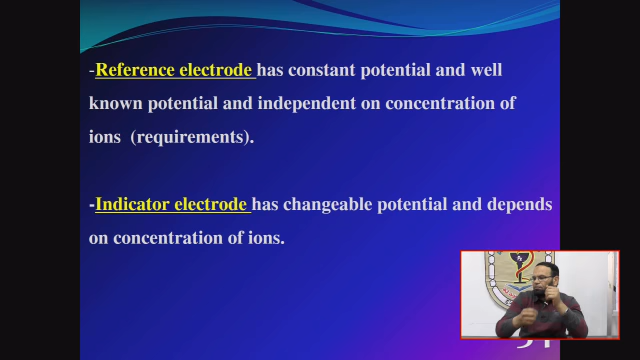 -Reference electrode has constant potential and well
known potential and independent on concentration of
ions (requirements).
-Indicator electrode has changeable potential and depends
on concentration of ions.